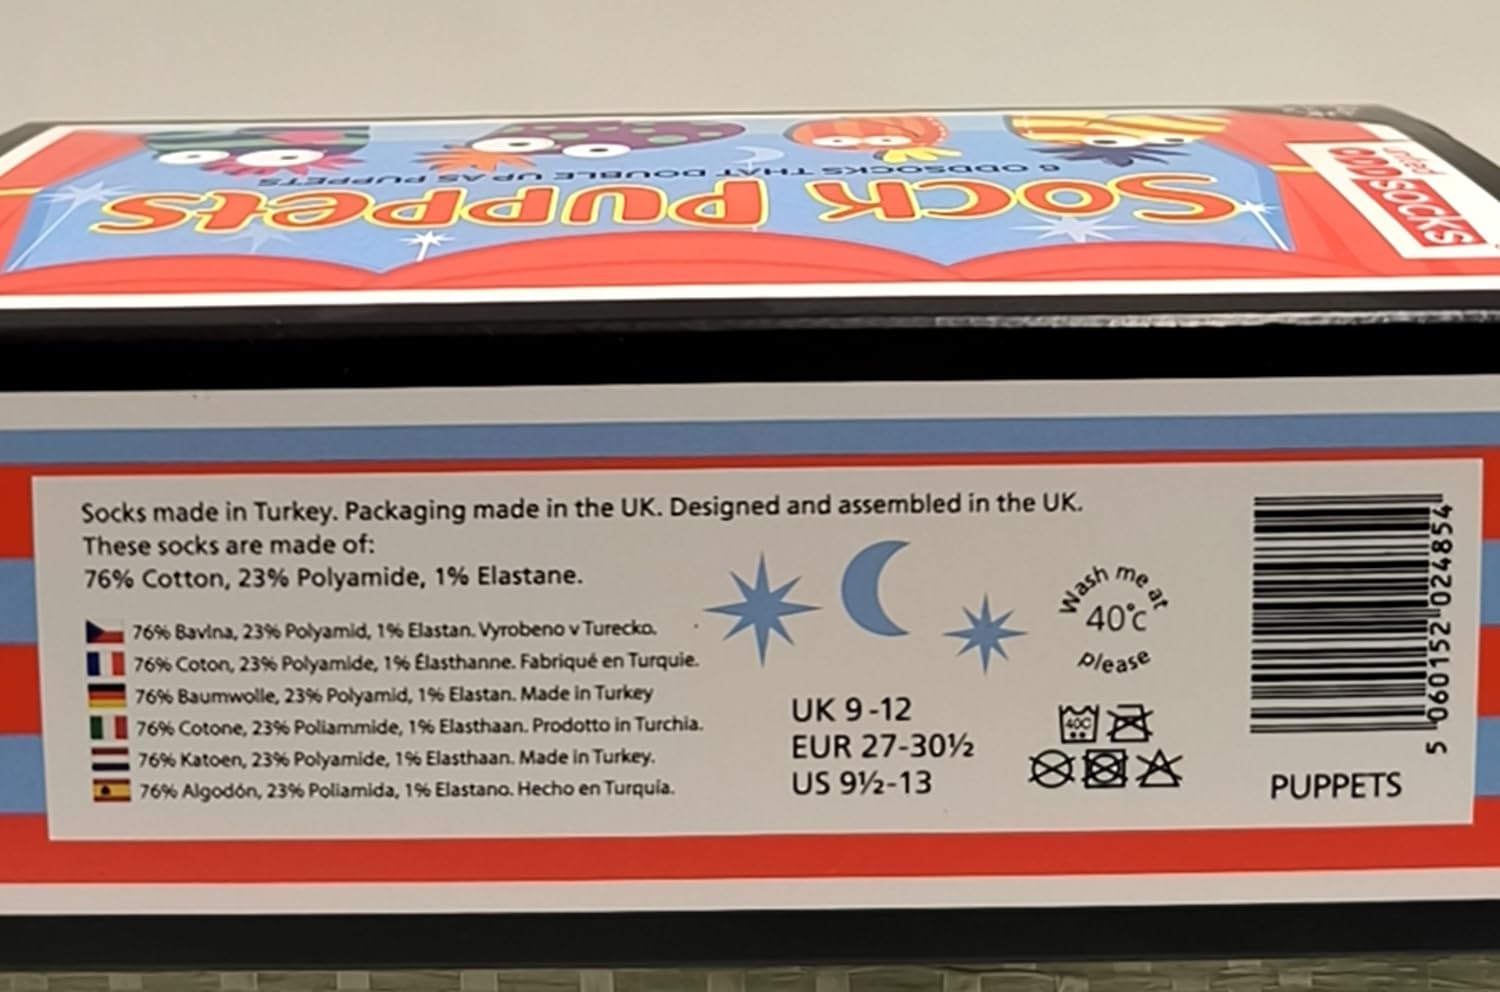 United
ODDSOCKS
6 ODDSOCKS THAT DOUBLE UP AS PUPPETS
Sock Puppets
Socks made in Turkey. Packaging made in the UK. Designed and assembled in the UK.
These socks are made of:
76% Cotton, 23% Polyamide, 1% Elastane.
76% Bavlna, 23% Polyamid, 1% Elastan. Vyrobeno v Turecko.
76% Coton, 23% Polyamide, 1% Élasthanne. Fabriqué en Turquie.
76% Baumwolle, 23% Polyamid, 1% Elastan. Made in Turkey
76% Cotone, 23% Poliammide, 1% Elasthaan. Prodotto in Turchia.
76% Katoen, 23% Polyamide, 1% Elasthaan. Made in Turkey.
76% Algodón, 23% Poliamida, 1% Elastano. Hecho en Turquía.
UK 9-12
EUR 27-30½
US 9½-13
Wash me at
40°c
please
40C
5 060152 024854
PUPPETS